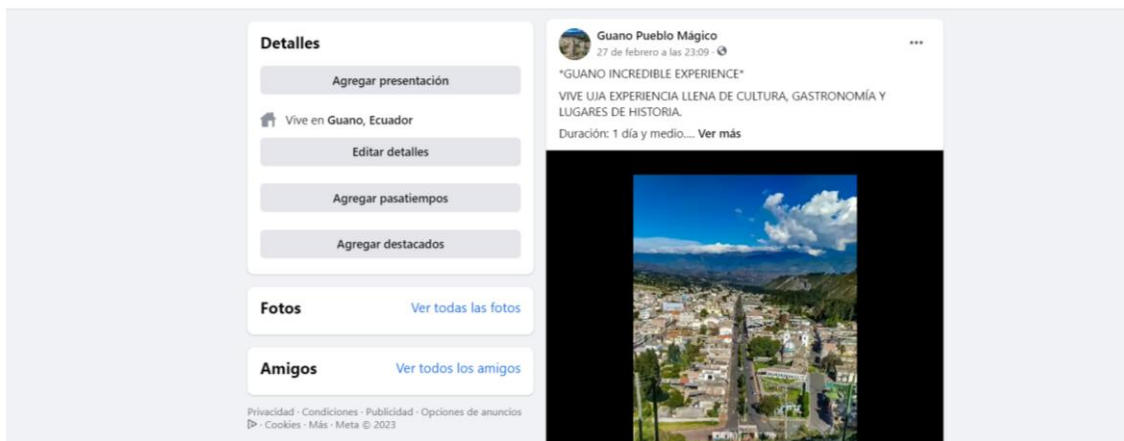 Detalles
Agregar presentación
Vive en Guano, Ecuador
Editar detalles
Agregar pasatiempos
Agregar destacados
Fotos
Ver todas las fotos
Amigos
Ver todos los amigos
Privacidad · Condiciones · Publicidad · Opciones de anuncios
· Cookies · Más · Meta © 2023
Guano Pueblo Mágico
27 de febrero a las 23:09 ·
*GUANO INCREDIBLE EXPERIENCE*
VIVE UJA EXPERIENCIA LLENA DE CULTURA, GASTRONOMÍA Y
LUGARES DE HISTORIA.
Duración: 1 día y medio.... Ver más